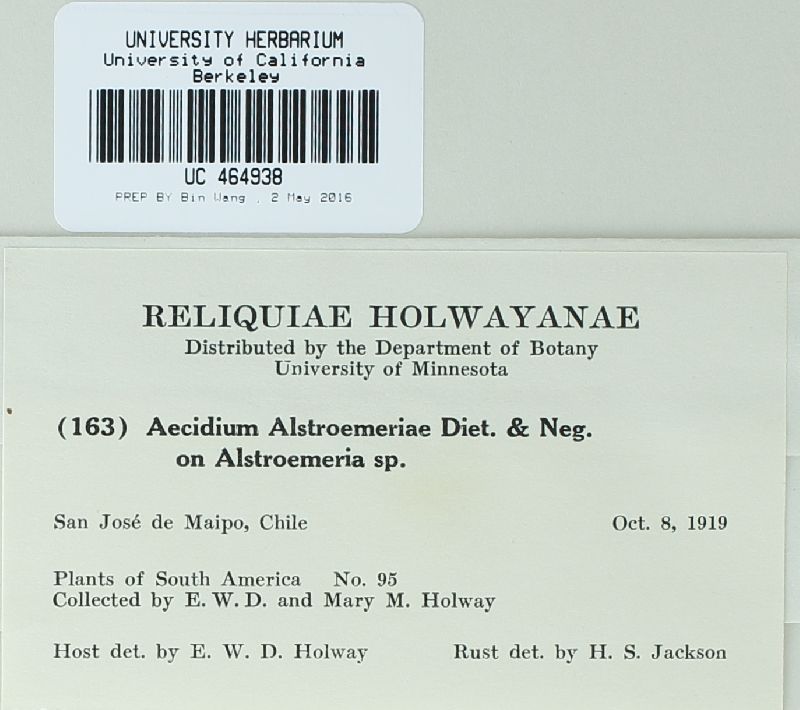 UNIVERSITY HERBARIUM
University of California
Berkeley
UC 464938
PREP BY Bin Wang , 2 May 2016
RELIQUIAE HOLWAYANAE
Distributed by the Department of Botany
University of Minnesota
(163) Aecidium Alstroemeriae Diet. & Neg.
on Alstroemeria sp.
San José de Maipo, Chile Oct. 8, 1919
Plants of South America No. 95
Collected by E. W. D. and Mary M. Holway
Host det. by E. W. D. Holway Rust det. by H. S. Jackson